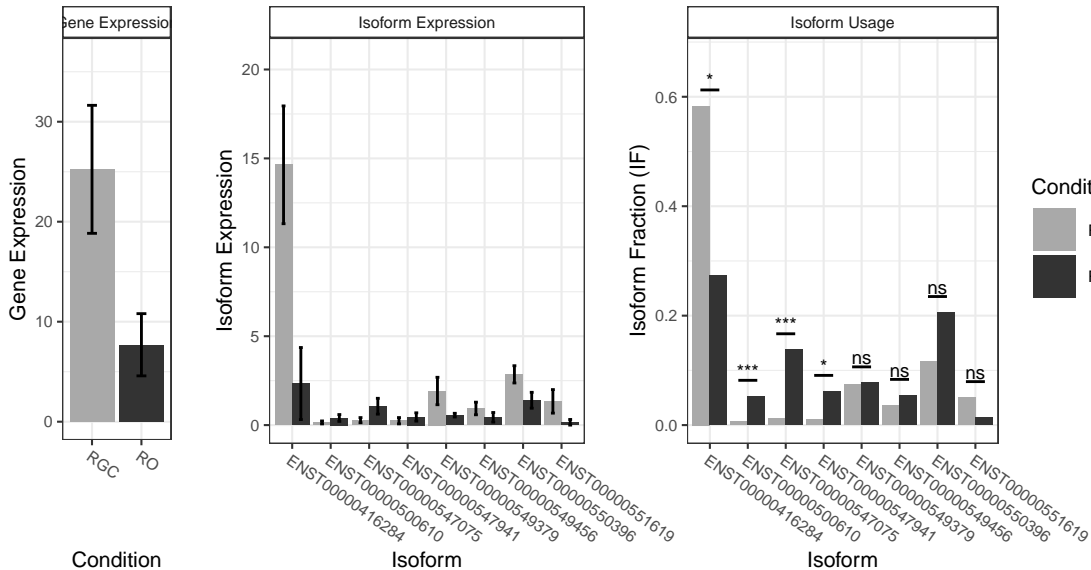 Gene Expression
Isoform Expression
Isoform Usage
Gene Expression
0
10
20
30
RGC
RO
Condition
Isoform Expression
0
5
10
15
20
ENST00000416284
ENST00000500610
ENST00000547075
ENST00000547941
ENST00000549379
ENST00000549456
ENST00000550396
ENST00000551619
Isoform
Isoform Fraction (IF)
0.0
0.2
0.4
0.6
*
***
***
*
ns
ns
ns
ns
ENST00000416284
ENST00000500610
ENST00000547075
ENST00000547941
ENST00000549379
ENST00000549456
ENST00000550396
ENST00000551619
Isoform
Condit